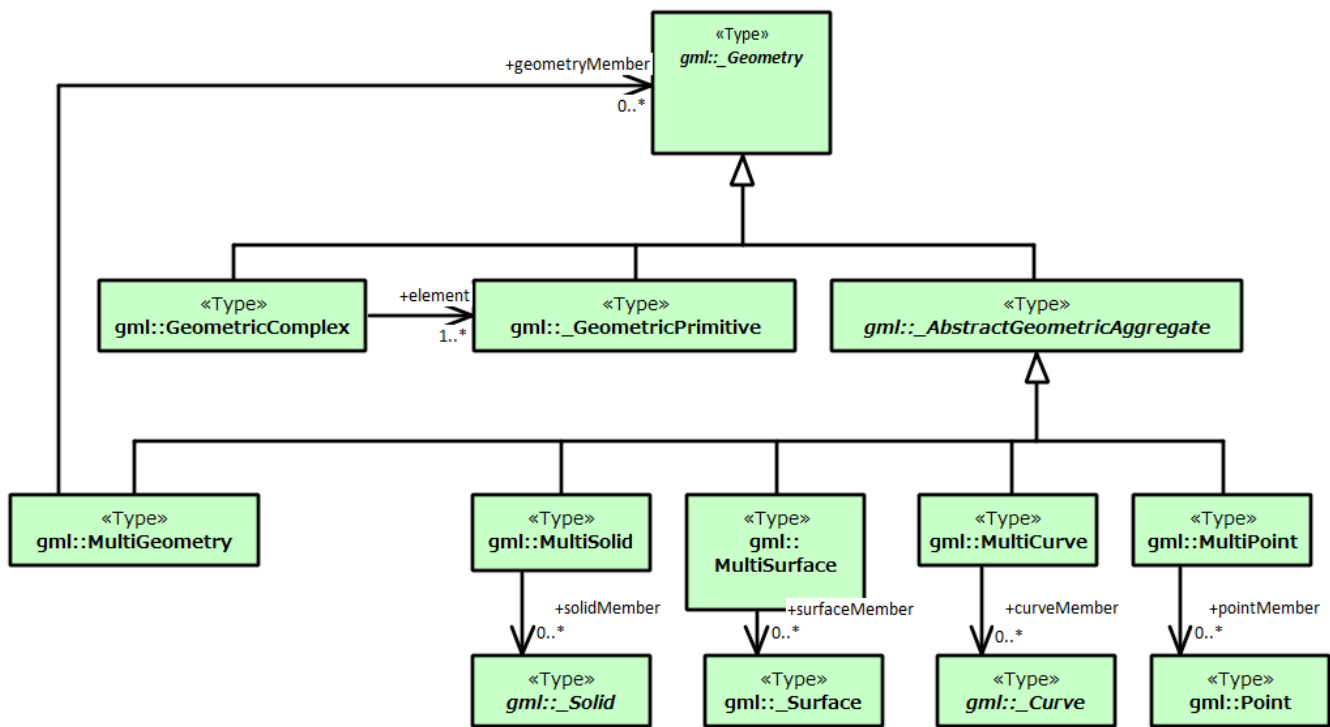 «Type»
gml::_Geometry
+geometryMember
0..*
«Type»
gml::GeometricComplex
+element
1..*
«Type»
gml::_GeometricPrimitive
«Type»
gml::_AbstractGeometricAggregate
«Type»
gml::MultiGeometry
«Type»
gml::MultiSolid
«Type»
gml::
MultiSurface
«Type»
gml::MultiCurve
«Type»
gml::MultiPoint
+solidMember
0..*
+surfaceMember
0..*
+curveMember
0..*
+pointMember
0..*
«Type»
gml::_Solid
«Type»
gml::_Surface
«Type»
gml::_Curve
«Type»
gml::Point